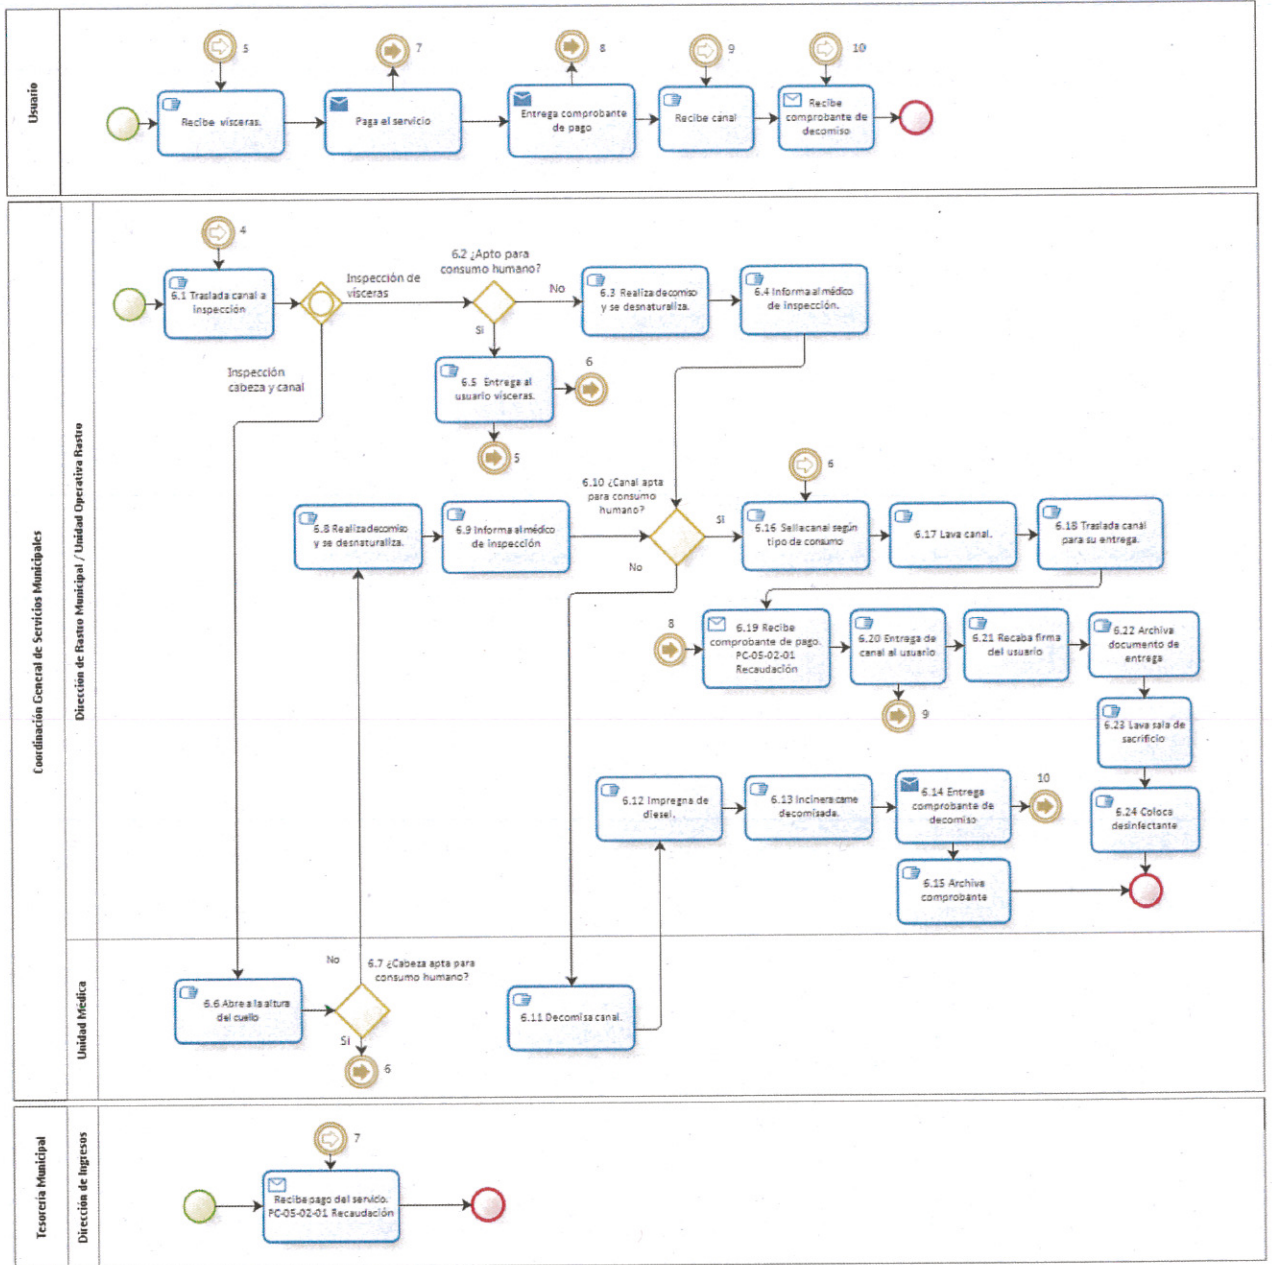 Usuario
5
7
8
9
10
Recibe visceras.
Paga el servicio
Entrega comprobante
de pago
Recibe canal
Recibe
comprobante de
decomiso
Coordinación General de Servicios Municipales
Dirección de Rastro Municipal / Unidad Operativa Rastro
4
6.1 Traslada canal a
inspección
Inspección de
vísceras
6.2 ¿Apto para
consumo humano?
No
6.3 Realiza decomiso
y se desnaturaliza.
6.4 Informa al médico
de inspección.
Si
Inspección
cabeza y canal
6.5 Entrega al
usuario vísceras.
6
5
6.8 Realiza decomiso
y se desnaturaliza.
6.9 Informa al médico
de inspección
6.10 ¿Canal apta
para consumo
humano?
Si
No
6
6.16 Sella canal según
tipo de consumo
6.17 Lava canal.
6.18 Traslada canal
para su entrega.
8
6.19 Recibe
comprobante de pago.
PC-05-02-01
Recaudación
6.20 Entrega de
canal al usuario
9
6.21 Recaba firma
del usuario
6.22 Archiva
documento de
entrega
6.23 Lava sala de
sacrificio
6.12 Impregna de
diesel.
6.13 Incinera carne
decomisada.
6.14 Entrega
comprobante de
decomiso
10
6.24 Coloca
desinfectante
6.15 Archiva
comprobante
Unidad Médica
6.6 Abre a la altura
del cuello
No
6.7 ¿Cabeza apta para
consumo humano?
Si
6
6.11 Decomisa canal.
Tesorería Municipal
Dirección de Ingresos
7
Recibe pago del servicio.
PC-05-02-01 Recaudación